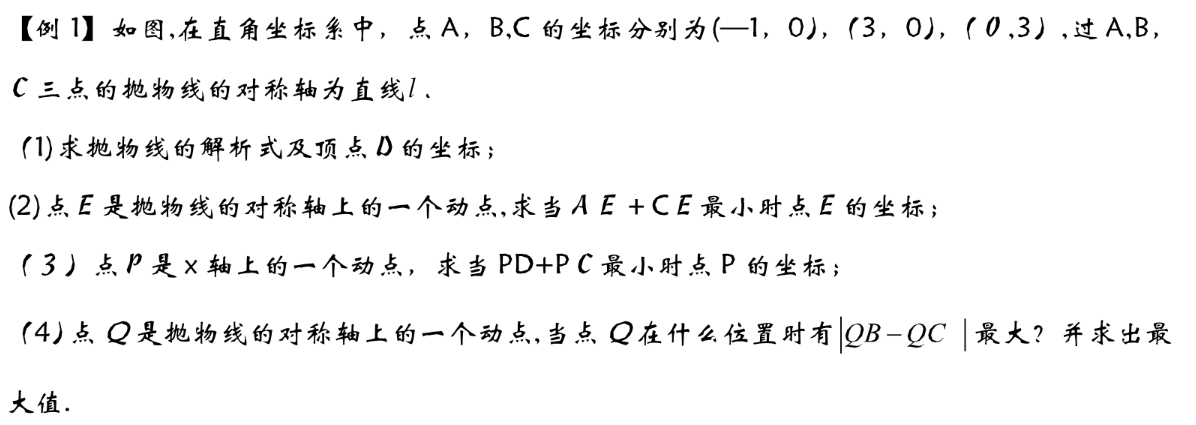 【例 1】如图,在直角坐标系中，点 A，B,C 的坐标分别为(—1，0)，(3，0)，(0,3),过 A,B，
C 三点的抛物线的对称轴为直线l．
(1)求抛物线的解析式及顶点 D 的坐标；
(2)点 E 是抛物线的对称轴上的一个动点,求当 A E +C E 最小时点 E 的坐标；
(3) 点 P 是 x 轴上的一个动点，求当 PD+P C 最小时点 P 的坐标；
(4)点 Q 是抛物线的对称轴上的一个动点,当点 Q 在什么位置时有|QB－QC |最大？并求出最
大值．